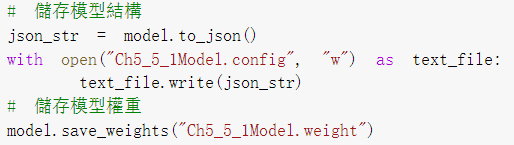 # 儲存模型結構
json_str = model.to_json()
with open("Ch5_5_1Model.config", "w") as text_file:
    text_file.write(json_str)
# 儲存模型權重
model.save_weights("Ch5_5_1Model.weight")